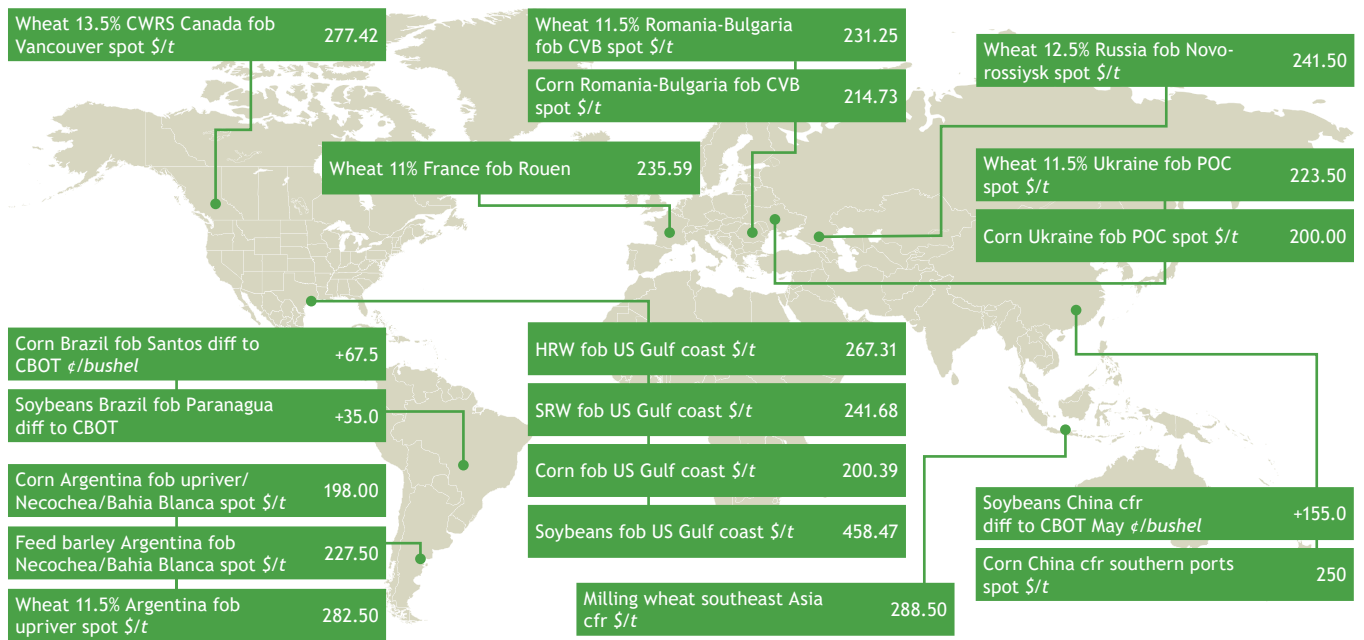 Wheat 13.5% CWRS Canada fob
Vancouver spot $/t
277.42
Wheat 11.5% Romania-Bulgaria
fob CVB spot $/t
231.25
Corn Romania-Bulgaria fob CVB
spot $/t
214.73
Wheat 12.5% Russia fob Novo-
rossiysk spot $/t
241.50
Wheat 11% France fob Rouen
235.59
Wheat 11.5% Ukraine fob POC
spot $/t
223.50
Corn Ukraine fob POC spot $/t
200.00
Corn Brazil fob Santos diff to
CBOT ¢/bushel
+67.5
Soybeans Brazil fob Paranagua
diff to CBOT
+35.0
Corn Argentina fob upriver/
Necochea/Bahia Blanca spot $/t
198.00
Feed barley Argentina fob
Necochea/Bahia Blanca spot $/t
227.50
Wheat 11.5% Argentina fob
upriver spot $/t
282.50
HRW fob US Gulf coast $/t
267.31
SRW fob US Gulf coast $/t
241.68
Corn fob US Gulf coast $/t
200.39
Soybeans fob US Gulf coast $/t
458.47
Milling wheat southeast Asia
cfr $/t
288.50
Soybeans China cfr
diff to CBOT May ¢/bushel
+155.0
Corn China cfr southern ports
spot $/t
250